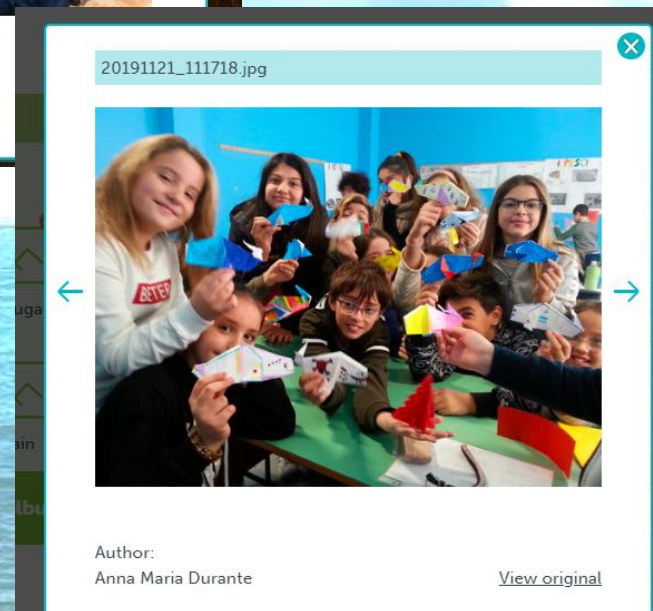 20191121_111718.jpg
I PESCI
BETER
uga
ain
lbu
Author:
Anna Maria Durante
View original